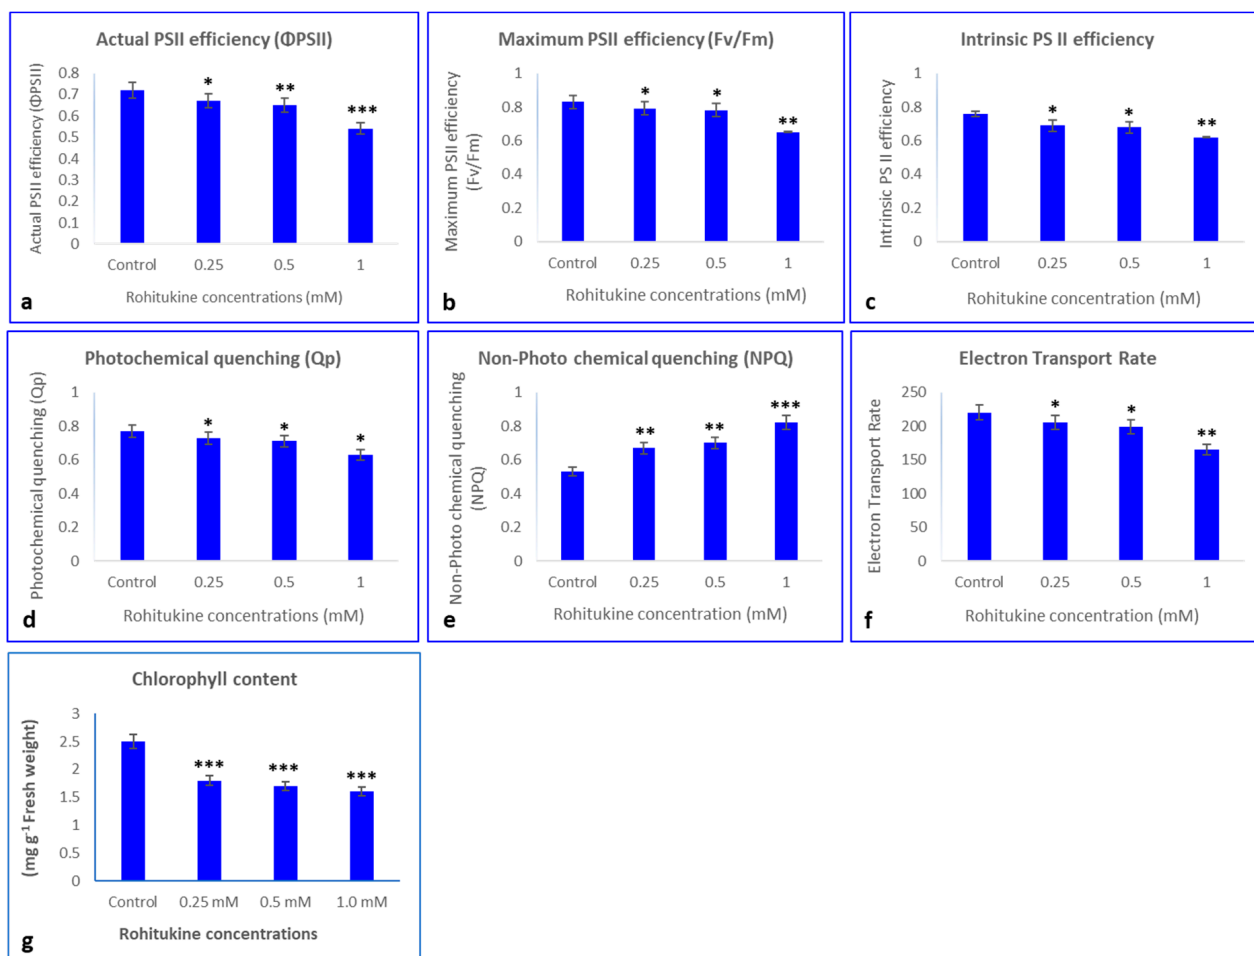 Actual PSII efficiency (ΦPSII)
Actual PSII efficiency (ΦPSII)
0.8
0.7
0.6
0.5
0.4
0.3
0.2
0.1
0
*
**
***
Control 0.25 0.5 1
Rohitukine concentrations (mM)
a
Maximum PSII efficiency (Fv/Fm)
Maximum PSII efficiency
(Fv/Fm)
1
0.8
0.6
0.4
0.2
0
*
*
**
Control 0.25 0.5 1
Rohitukine concentrations (mM)
b
Intrinsic PS II efficiency
Intrinsic PS II efficiency
1
0.8
0.6
0.4
0.2
0
*
*
**
Control 0.25 0.5 1
Rohitukine concentration (mM)
c
Photochemical quenching (Qp)
Photochemical quenching (Qp)
1
0.8
0.6
0.4
0.2
0
*
*
*
Control 0.25 0.5 1
Rohitukine concentrations (mM)
d
Non-Photo chemical quenching (NPQ)
Non-Photo chemical quenching
(NPQ)
1
0.8
0.6
0.4
0.2
0
**
**
***
Control 0.25 0.5 1
Rohitukine concentration (mM)
e
Electron Transport Rate
Electron Transport Rate
250
200
150
100
50
0
*
*
**
Control 0.25 0.5 1
Rohitukine concentration (mM)
f
Chlorophyll content
(mg g⁻¹ Fresh weight)
3
2.5
2
1.5
1
0.5
0
***
***
***
Control 0.25 mM 0.5 mM 1.0 mM
Rohitukine concentrations
g